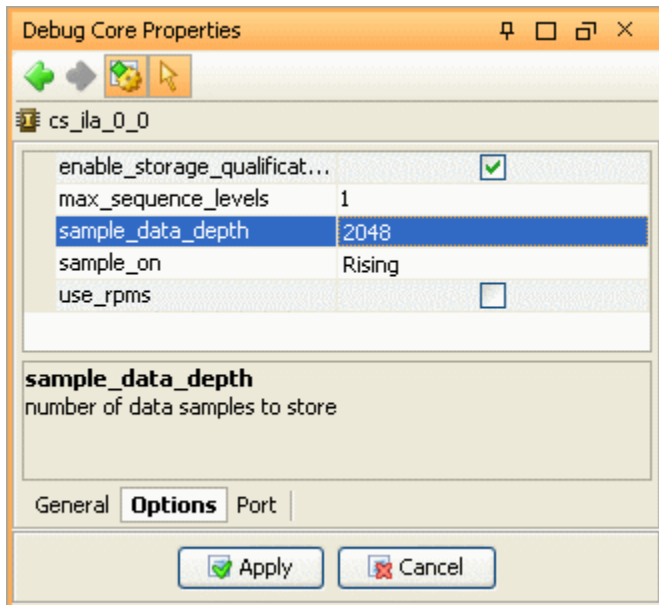 Debug Core Properties
cs_ila_0_0
enable_storage_qualificat...
max_sequence_levels 1
sample_data_depth 2048
sample_on Rising
use_rpms
sample_data_depth
number of data samples to store
General Options Port
Apply Cancel